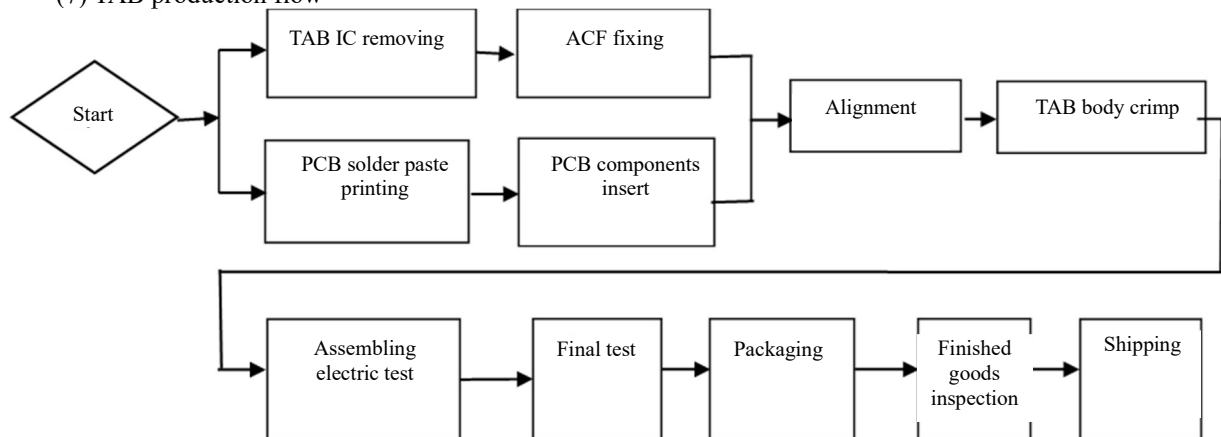 (7) TAB production flow
TAB IC removing
ACF fixing
Start
Alignment
TAB body crimp
PCB solder paste
printing
PCB components
insert
Assembling
electric test
Final test
Packaging
Finished
goods
inspection
Shipping